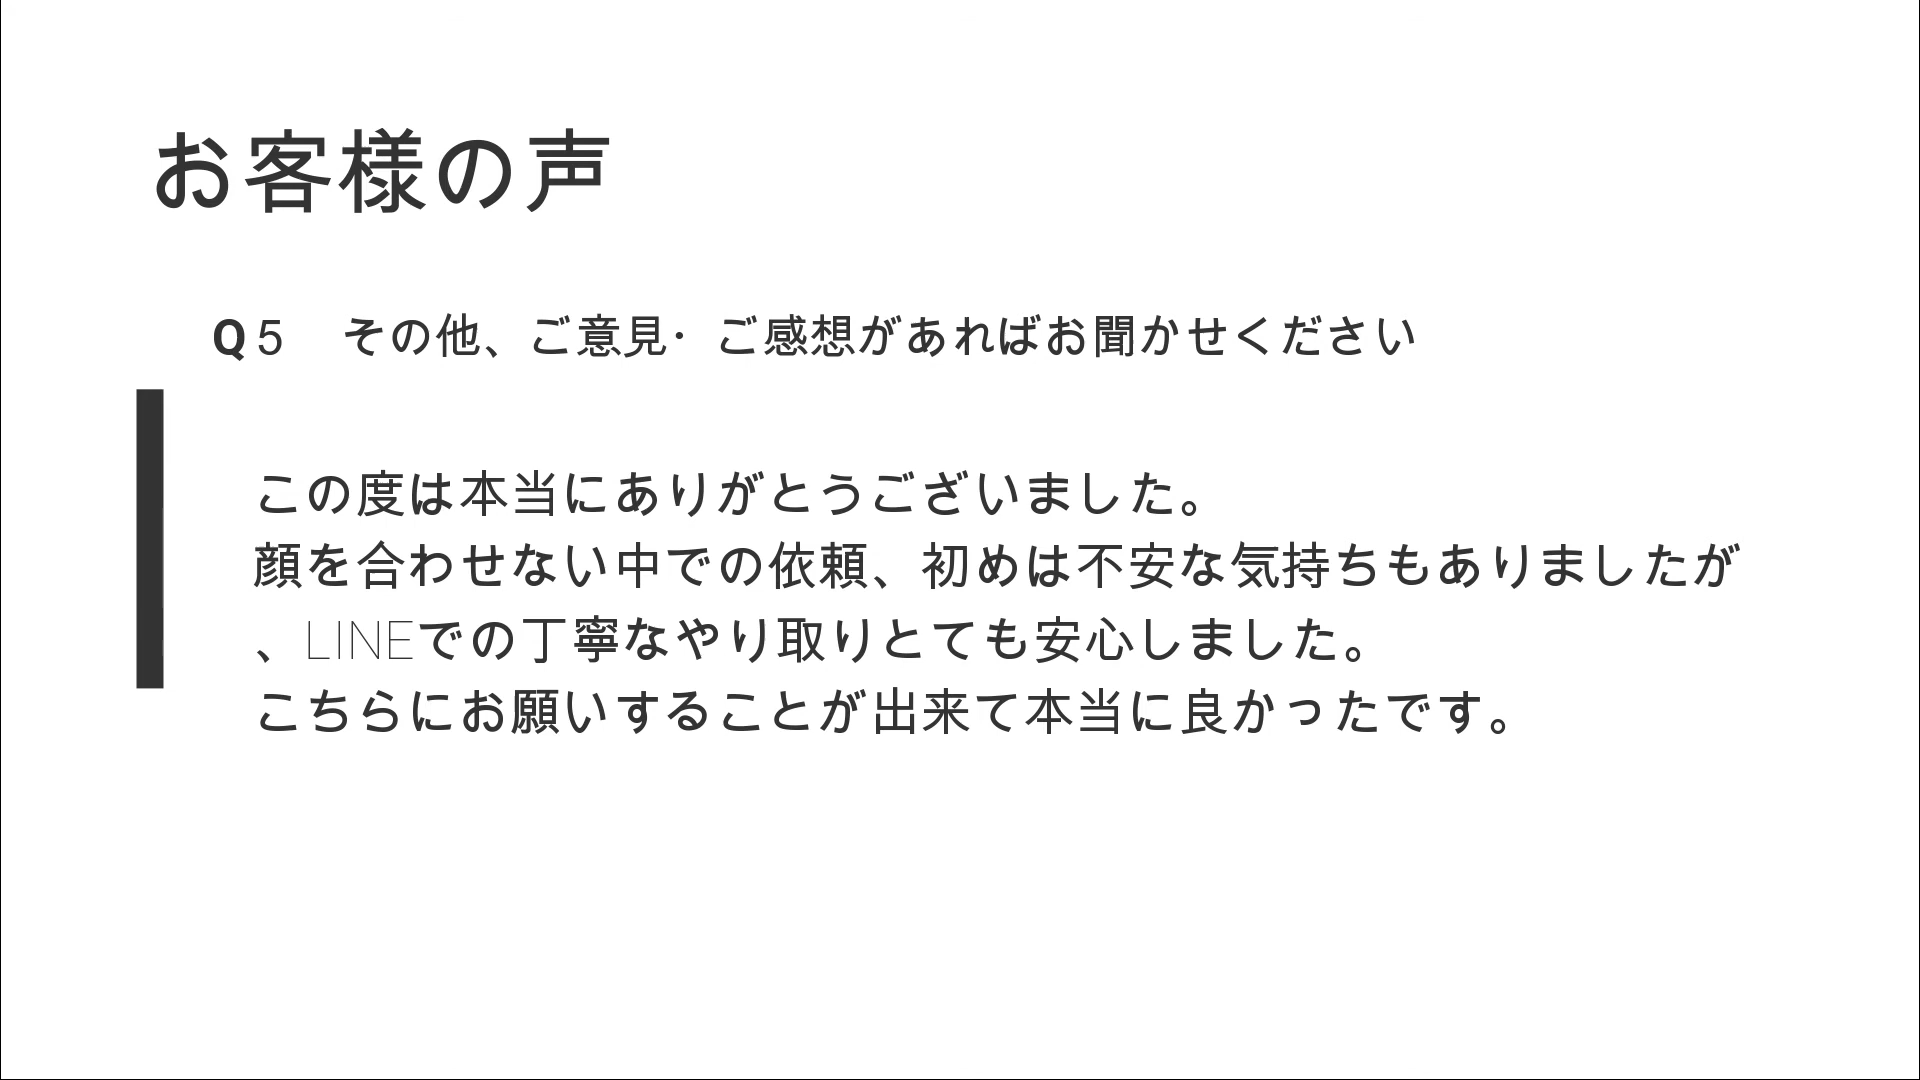 お客様の声
Q5　その他、ご意見・ご感想があればお聞かせください
この度は本当にありがとうございました。
顔を合わせない中での依頼、初めは不安な気持ちもありましたが
、LINEでの丁寧なやり取りとても安心しました。
こちらにお願いすることが出来て本当に良かったです。